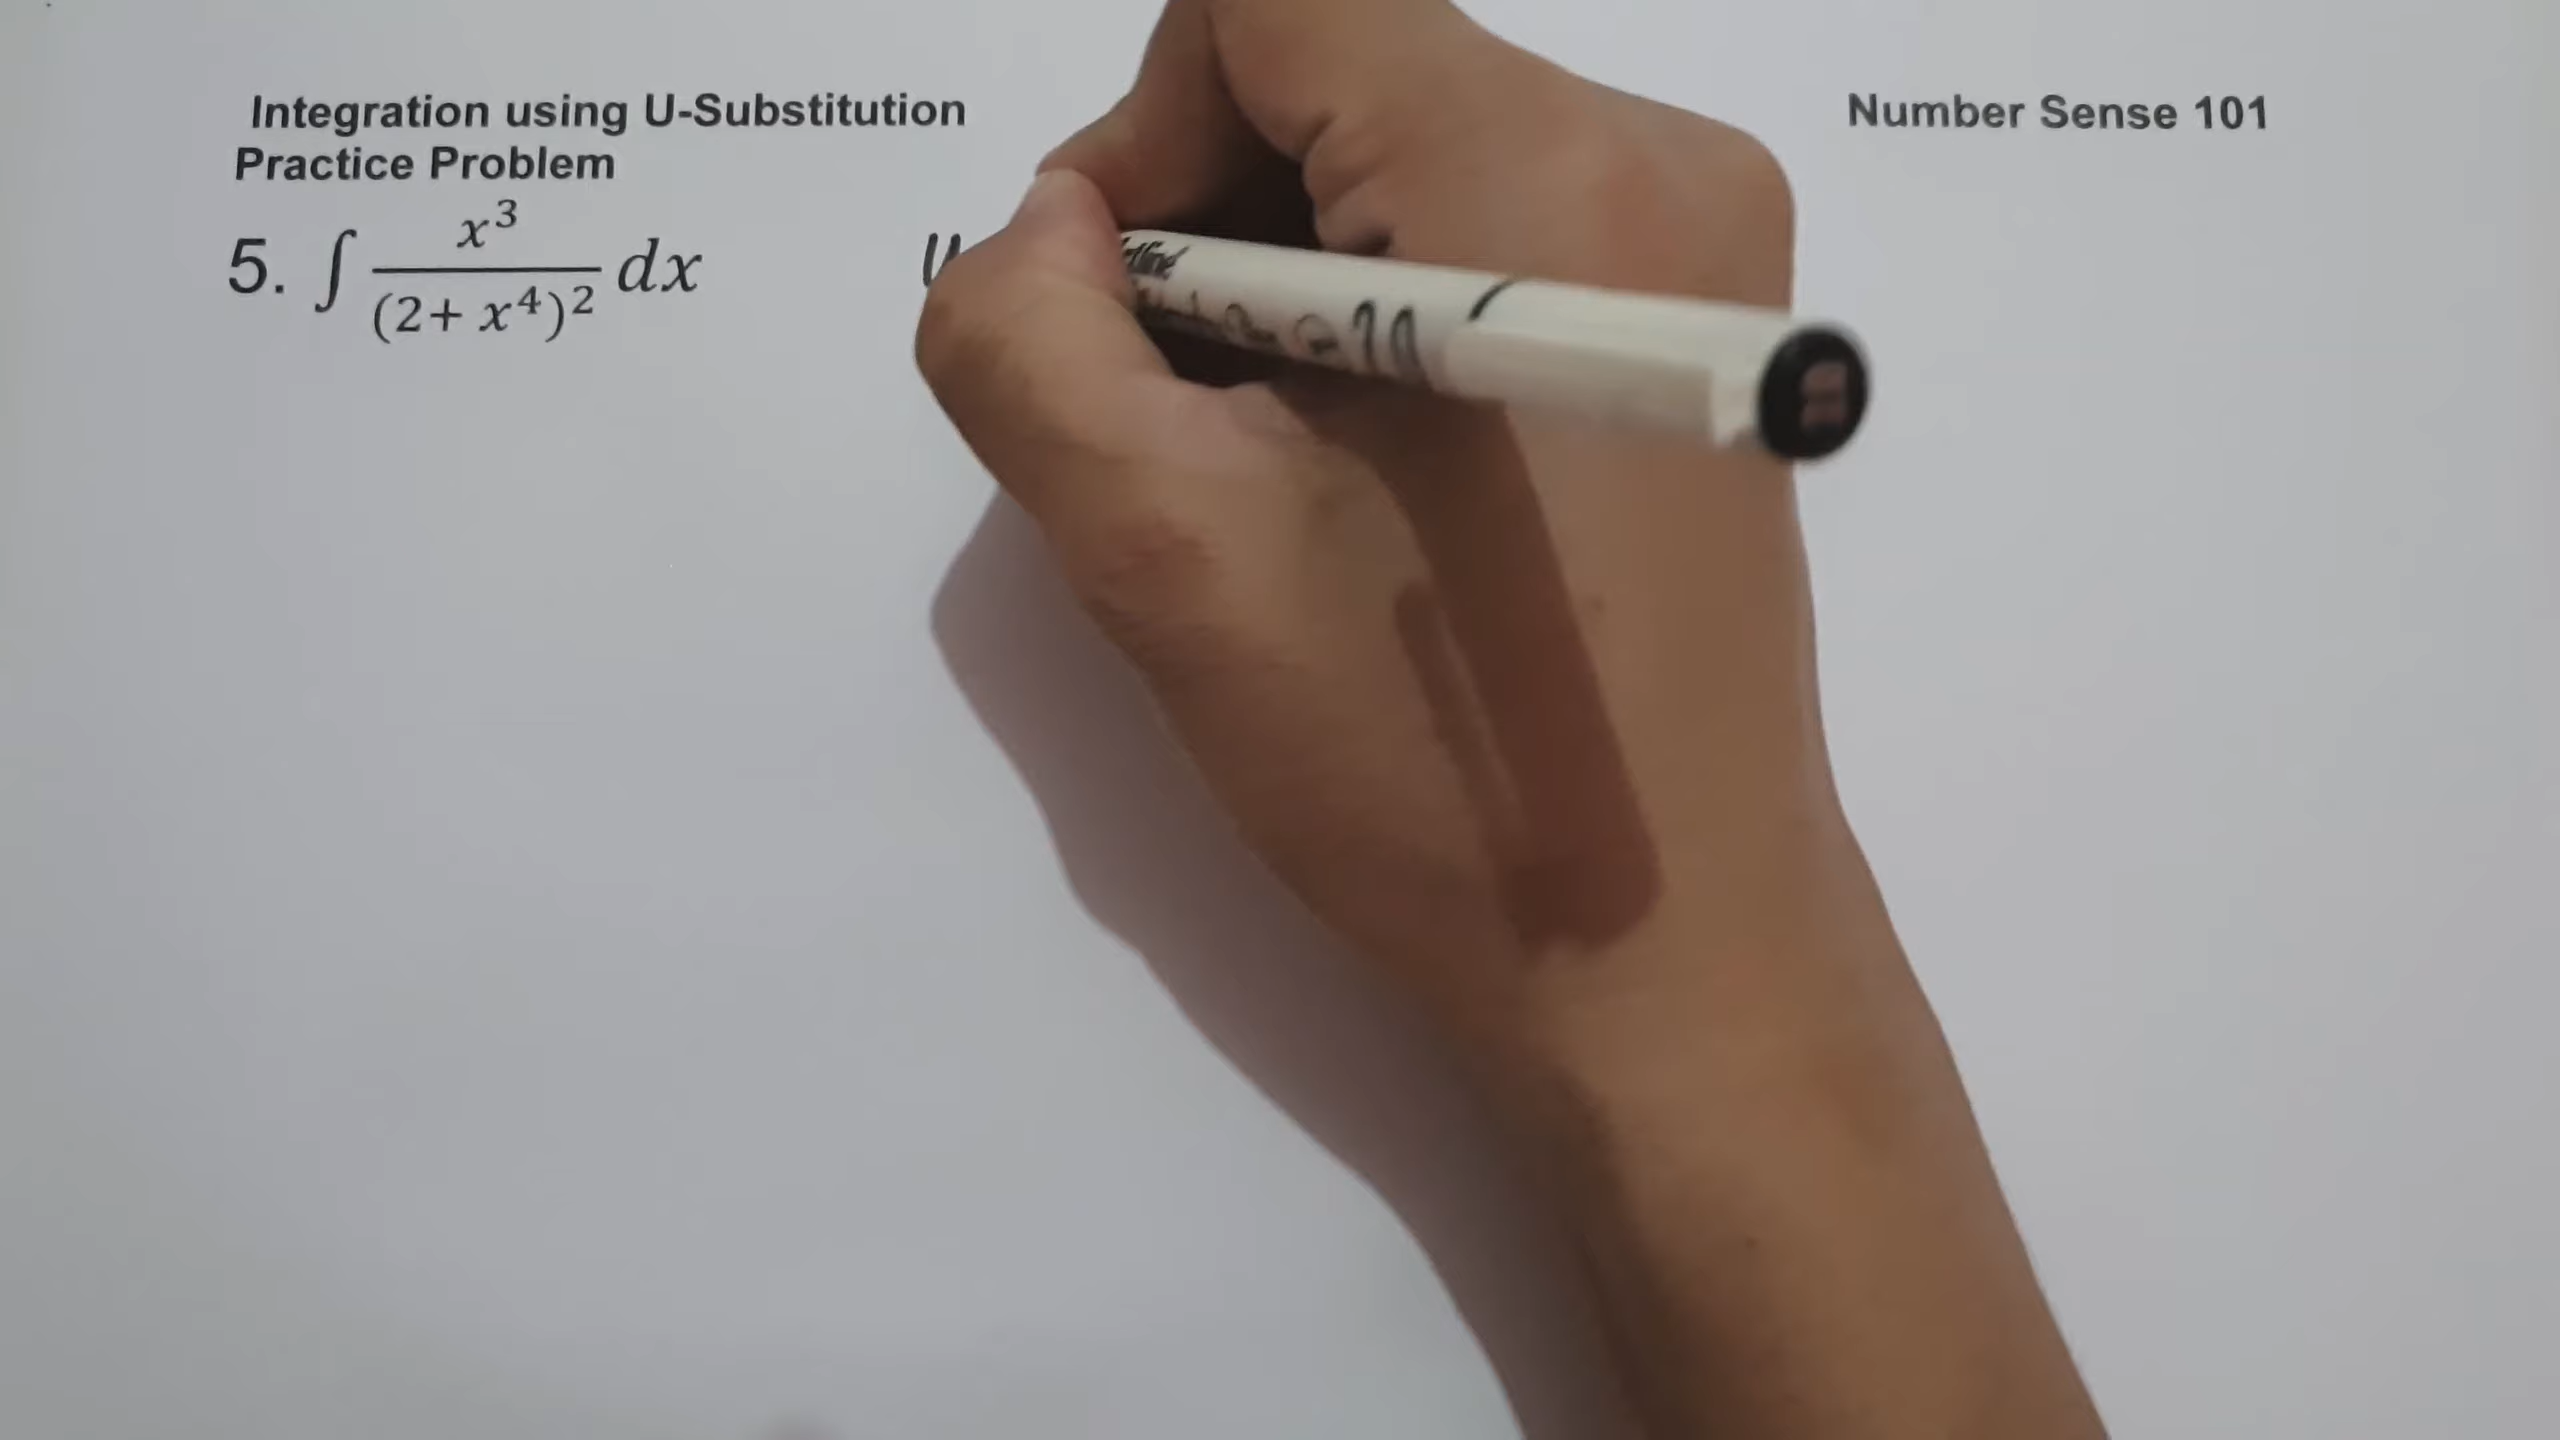 Integration using U-Substitution
Number Sense 101
Practice Problem
5. ∫ x³/(2+ x⁴)² dx
u